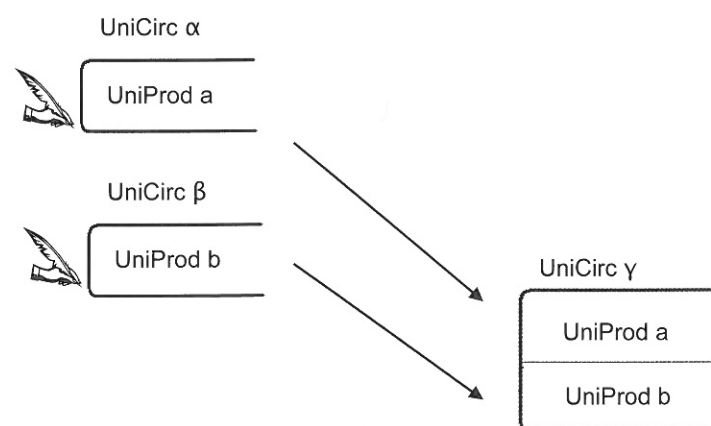 UniCirc α
UniProd a
UniCirc β
UniProd b
UniCirc γ
UniProd a
UniProd b